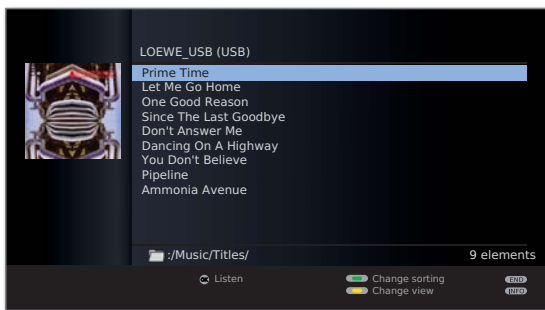 LOEWE_USB (USB)
Prime Time
Let Me Go Home
One Good Reason
Since The Last Goodbye
Don't Answer Me
Dancing On A Highway
You Don't Believe
Pipeline
Ammonia Avenue
:/Music/Titles/ 9 elements
OK Listen Change sorting END
Change view INFO